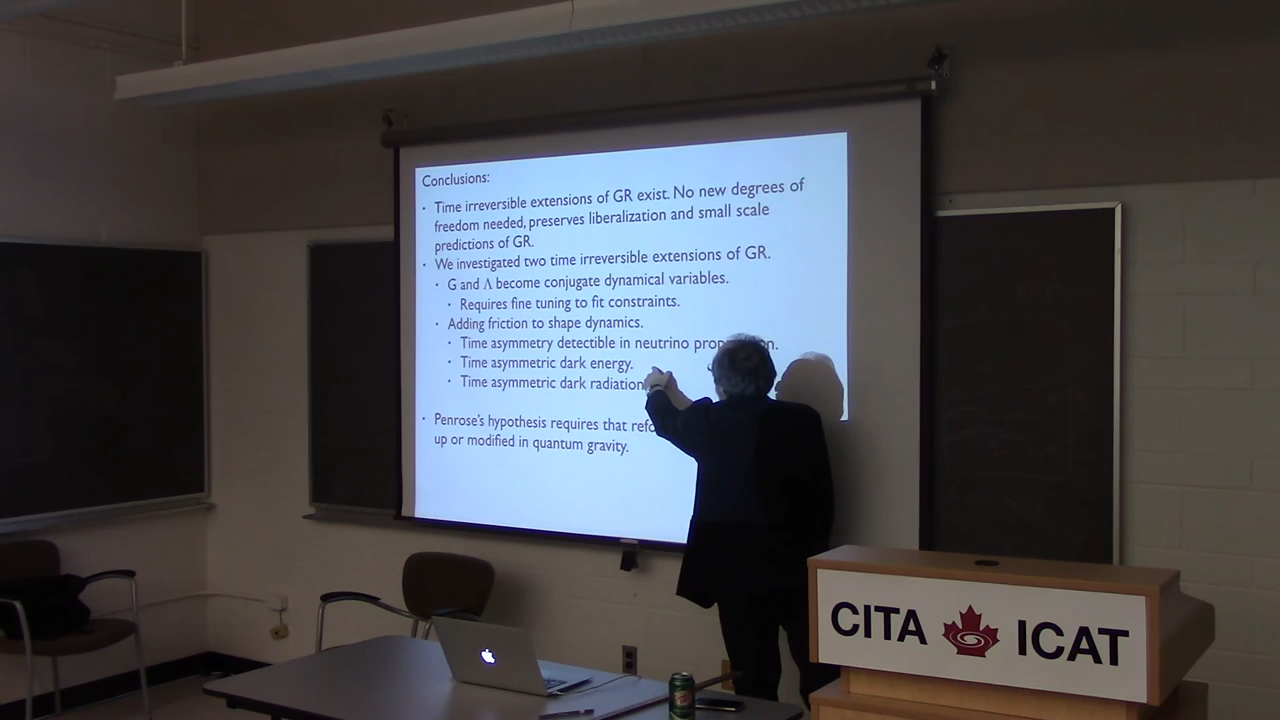 Conclusions:
• Time irreversible extensions of GR exist. No new degrees of
freedom needed, preserves liberalization and small scale
predictions of GR.
• We investigated two time irreversible extensions of GR.
• G and Λ become conjugate dynamical variables.
• Requires fine tuning to fit constraints.
• Adding friction to shape dynamics.
• Time asymmetry detectible in neutrino
• Time asymmetric dark energy.
• Time asymmetric dark radiation
• Penrose's hypothesis requires that
up or modified in quantum gravity.
CITA ICAT